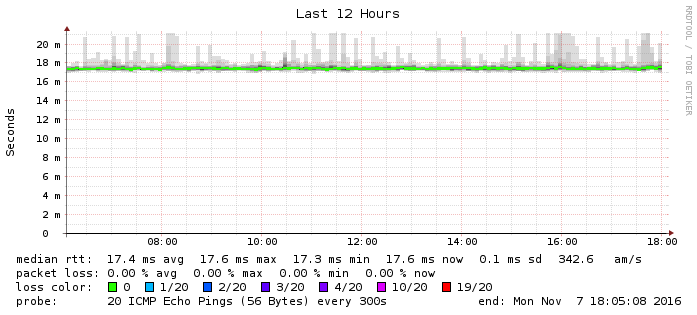 Last 12 Hours
RRDTOOL / TOBI OETIKER
Seconds
20 m
18 m
16 m
14 m
12 m
10 m
8 m
6 m
4 m
2 m
0
08:00 10:00 12:00 14:00 16:00 18:00
median rtt: 17.4 ms avg 17.6 ms max 17.3 ms min 17.6 ms now 0.1 ms sd 342.6 am/s
packet loss: 0.00 % avg 0.00 % max 0.00 % min 0.00 % now
loss color: 0 1/20 2/20 3/20 4/20 10/20 19/20
probe: 20 ICMP Echo Pings (56 Bytes) every 300s end: Mon Nov 7 18:05:08 2016